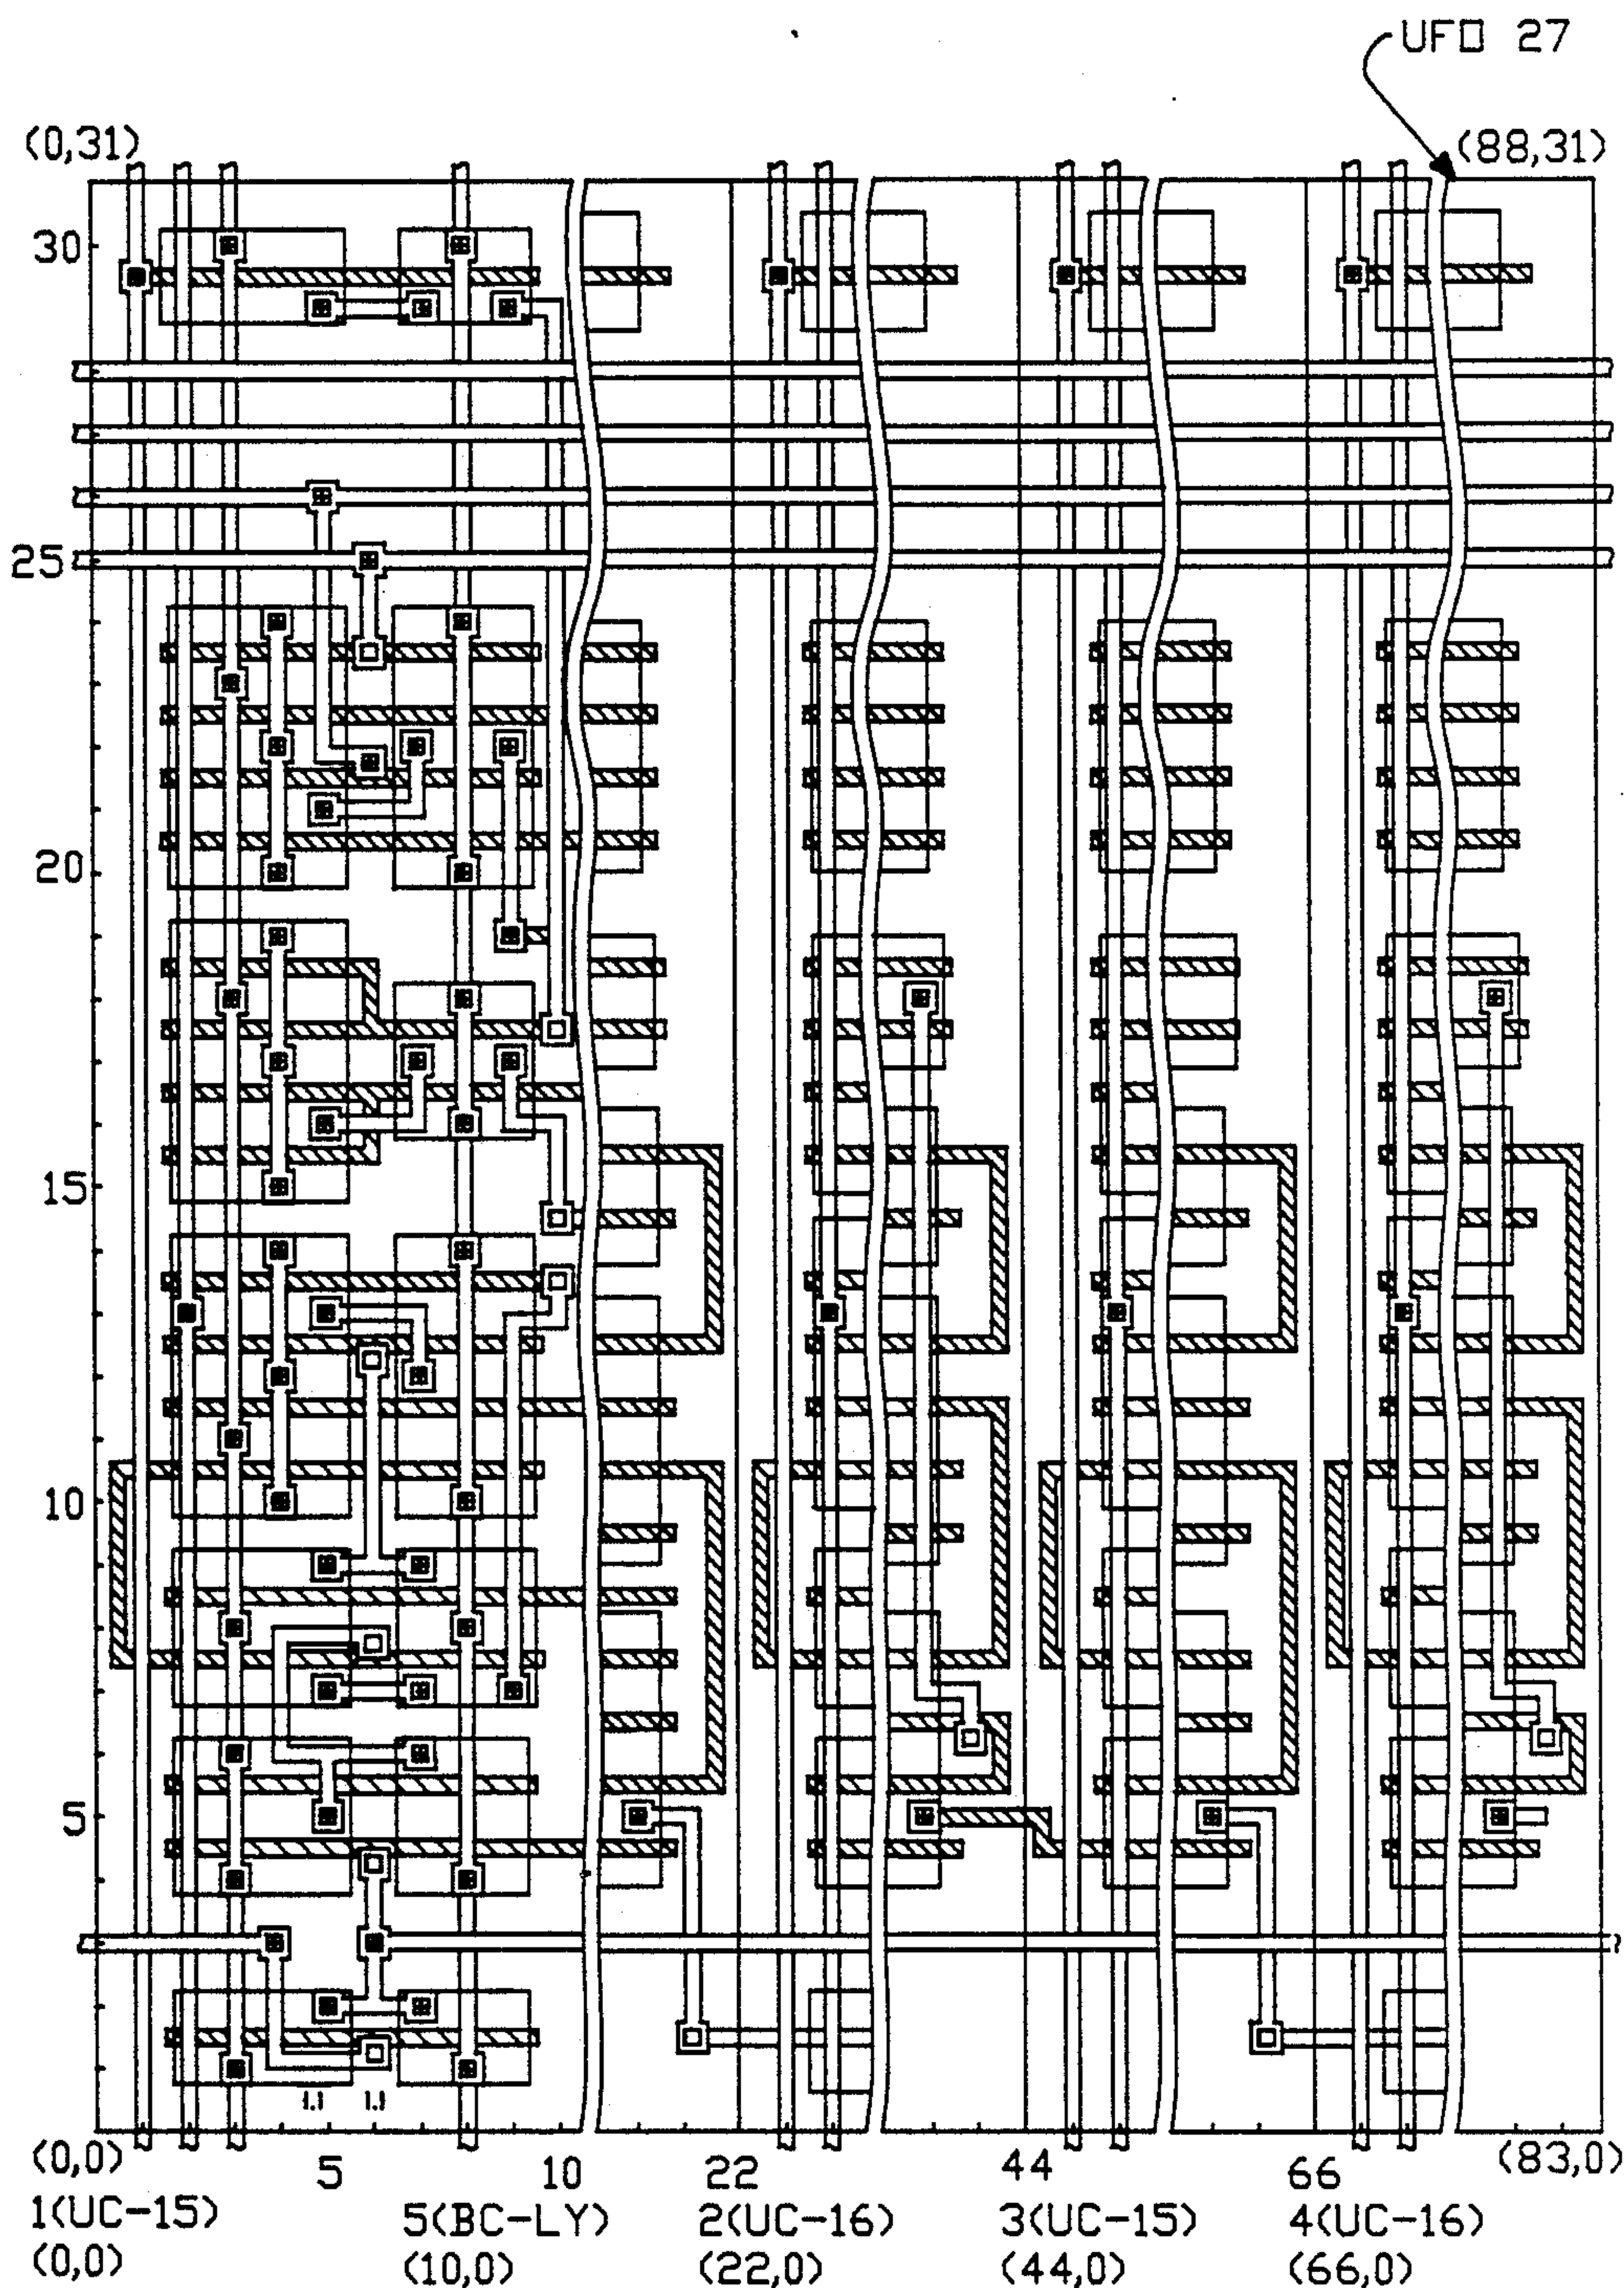 UFO 27
(0,31) (88,31)
30
25
20
15
10
5
1.1 1.1
(0,0) 5 10 22 44 66 (83,0)
1(UC-15) 5(BC-LY) 2(UC-16) 3(UC-15) 4(UC-16)
(0,0) (10,0) (22,0) (44,0) (66,0)